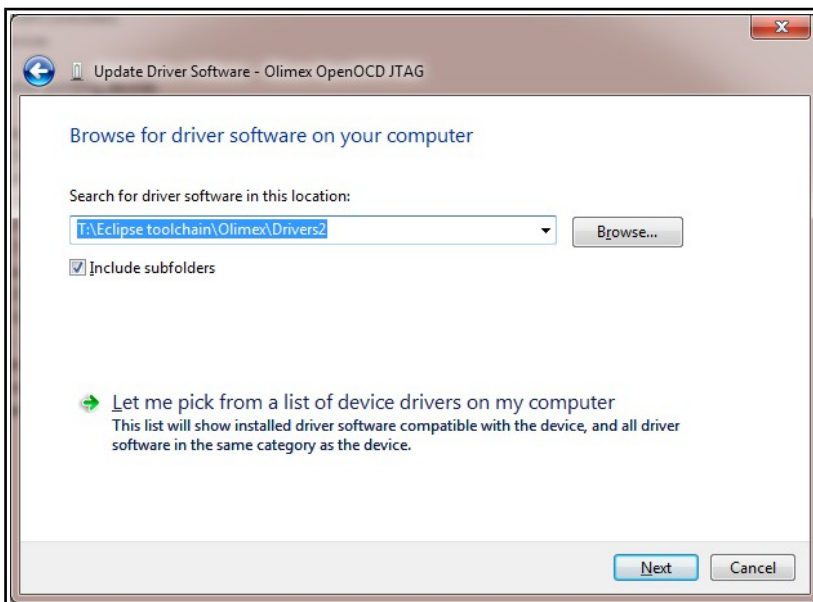 Update Driver Software - Olimex OpenOCD JTAG
Browse for driver software on your computer
Search for driver software in this location:
T:\Eclipse toolchain\Olimex\Drivers2
Browse...
Include subfolders
Let me pick from a list of device drivers on my computer
This list will show installed driver software compatible with the device, and all driver
software in the same category as the device.
Next
Cancel